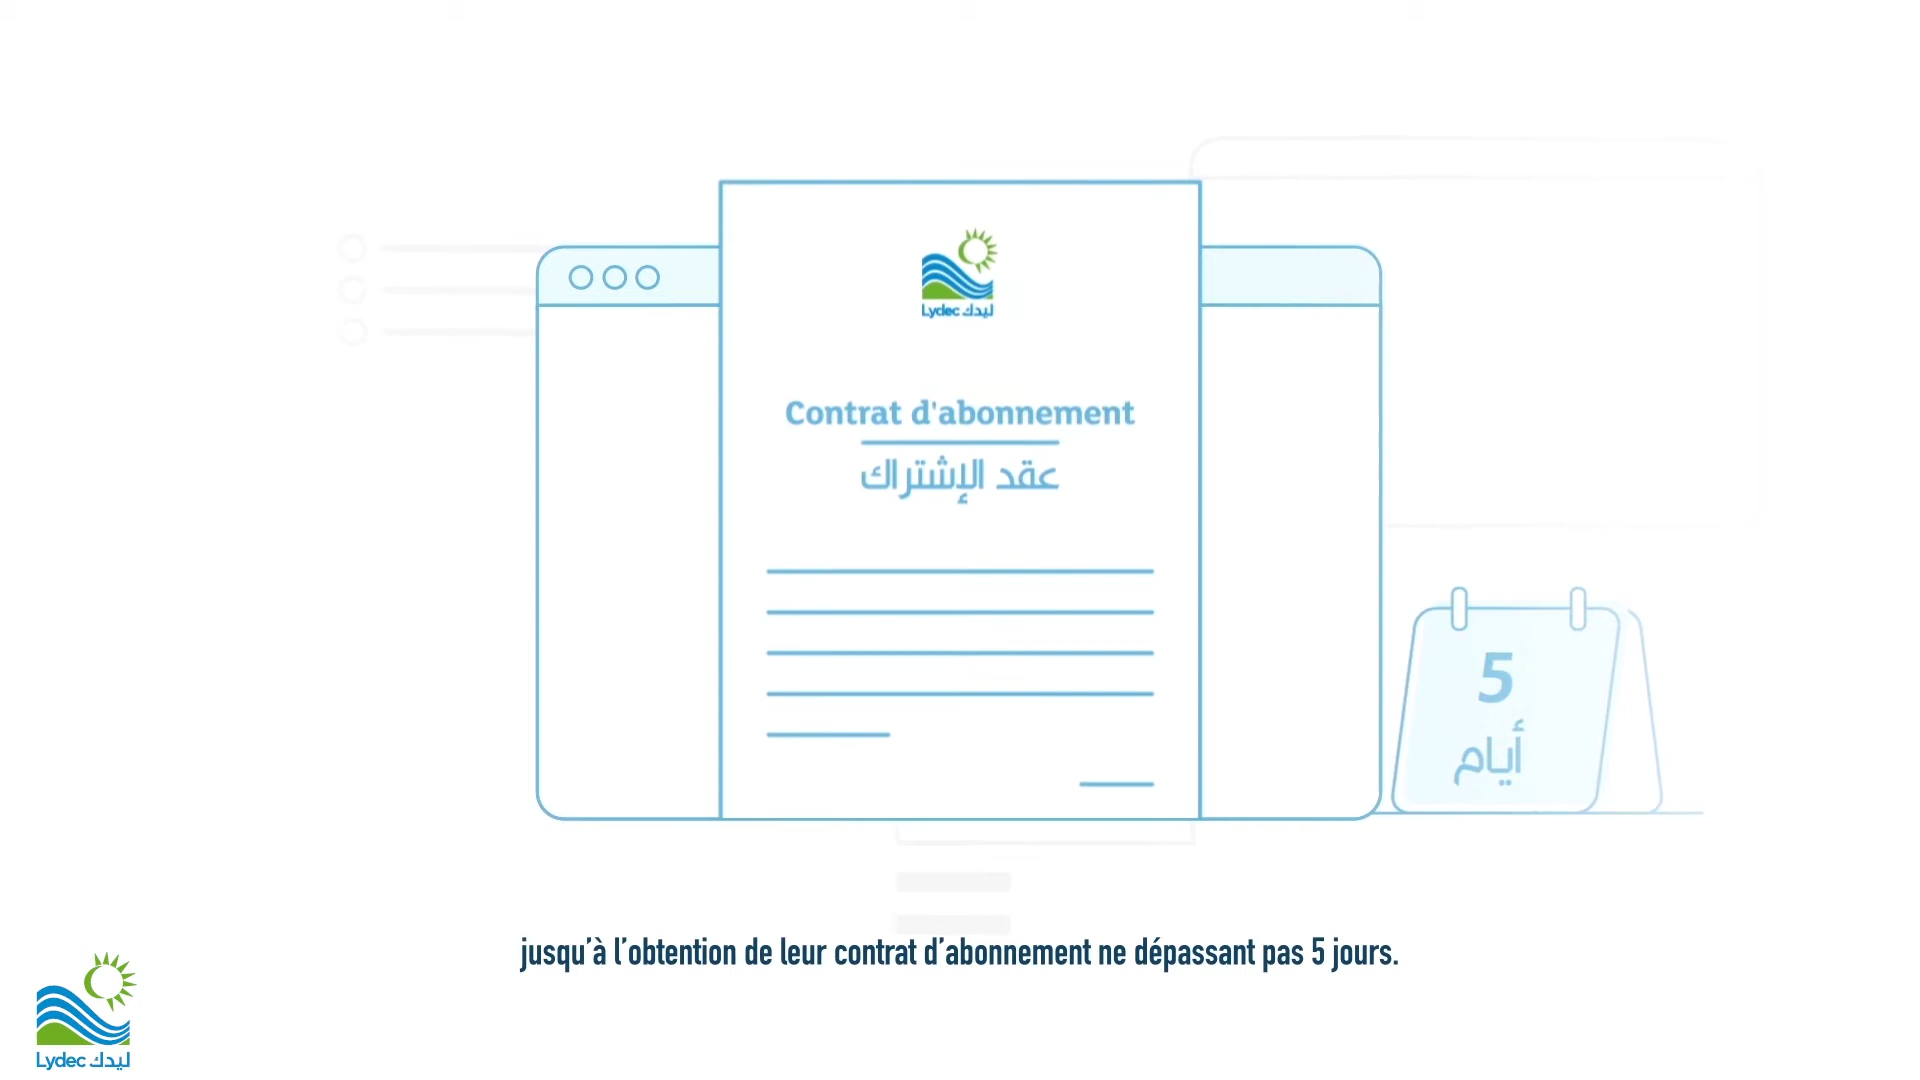 Lydec ليدك
Contrat d'abonnement
عقد الإشتراك
5
أيام
jusqu’à l’obtention de leur contrat d’abonnement ne dépassant pas 5 jours.
Lydec ليدك